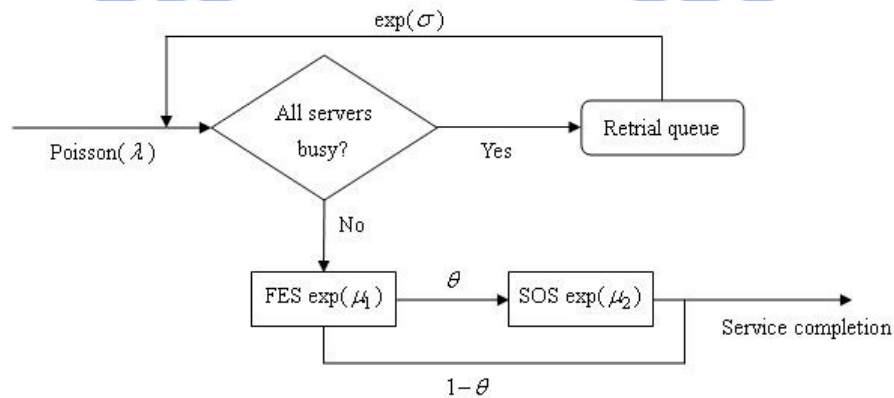 exp(σ)
All servers
busy?
Retrial queue
Poisson(λ)
Yes
No
FES exp(μ₁)
θ
SOS exp(μ₂)
Service completion
1−θ